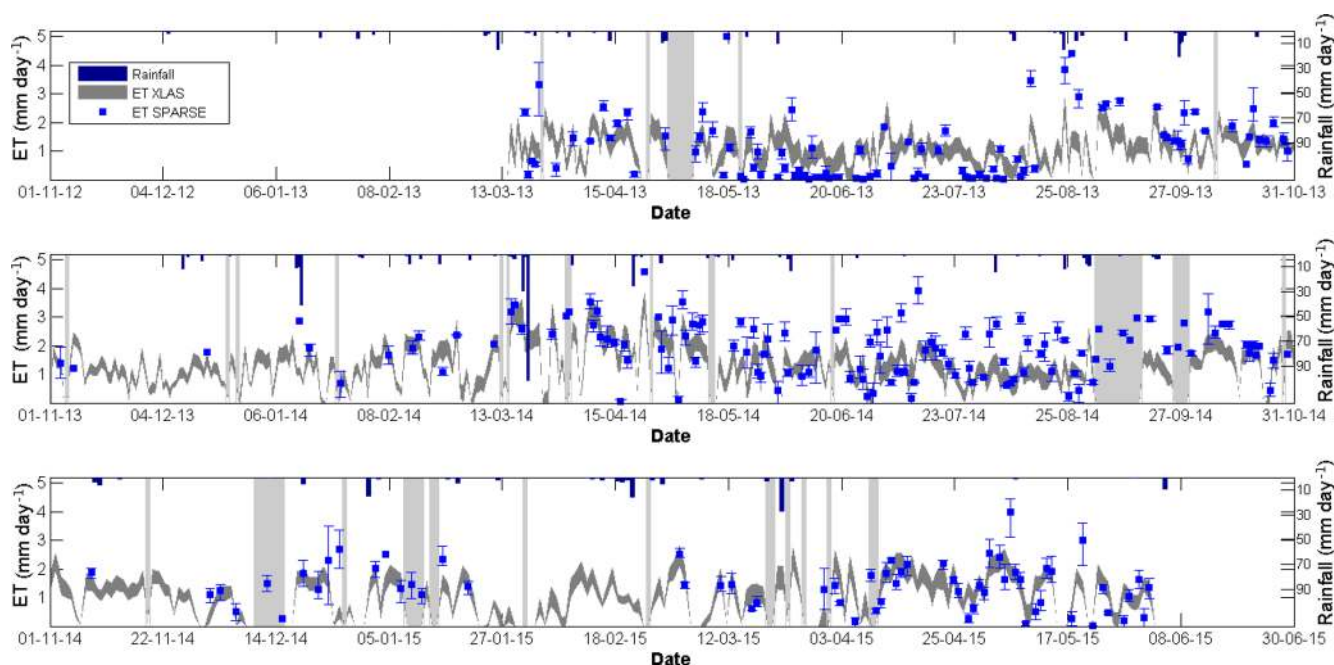 5
4
3
2
1
ET (mm day⁻¹)
Rainfall
ET XLAS
ET SPARSE
10
30
50
70
90
Rainfall (mm day⁻¹)
01-11-12 04-12-12 06-01-13 08-02-13 13-03-13 15-04-13 18-05-13 20-06-13 23-07-13 25-08-13 27-09-13 31-10-13
Date
5
4
3
2
1
ET (mm day⁻¹)
10
30
50
70
90
Rainfall (mm day⁻¹)
01-11-13 04-12-13 06-01-14 08-02-14 13-03-14 15-04-14 18-05-14 20-06-14 23-07-14 25-08-14 27-09-14 31-10-14
Date
5
4
3
2
1
ET (mm day⁻¹)
10
30
50
70
90
Rainfall (mm day⁻¹)
01-11-14 22-11-14 14-12-14 05-01-15 27-01-15 18-02-15 12-03-15 03-04-15 25-04-15 17-05-15 08-06-15 30-06-15
Date